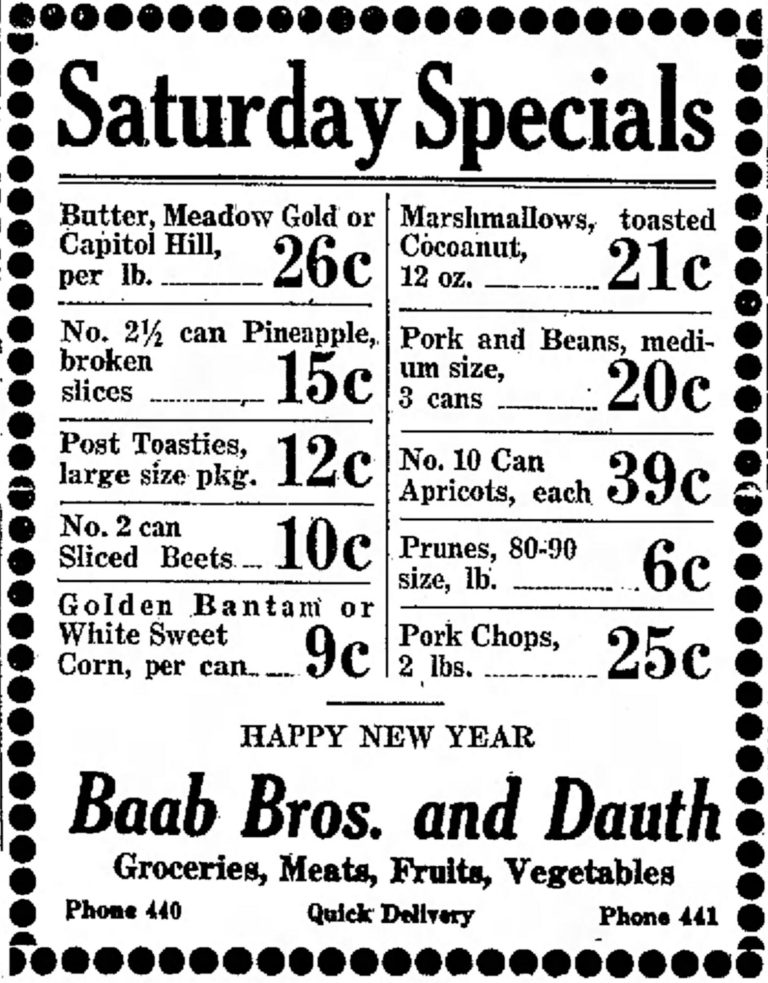 Saturday Specials
Butter, Meadow Gold or
Capitol Hill,
per lb. 26c
No. 2½ can Pineapple,
broken
slices 15c
Post Toasties,
large size pkg. 12c
No. 2 can
Sliced Beets 10c
Golden Bantam or
White Sweet
Corn, per can 9c
Marshmallows, toasted
Cocoanut,
12 oz. 21c
Pork and Beans, medi-
um size,
3 cans 20c
No. 10 Can
Apricots, each 39c
Prunes, 80-90
size, lb. 6c
Pork Chops,
2 lbs. 25c
HAPPY NEW YEAR
Baab Bros. and Dauth
Groceries, Meats, Fruits, Vegetables
Phone 440 Quick Delivery Phone 441